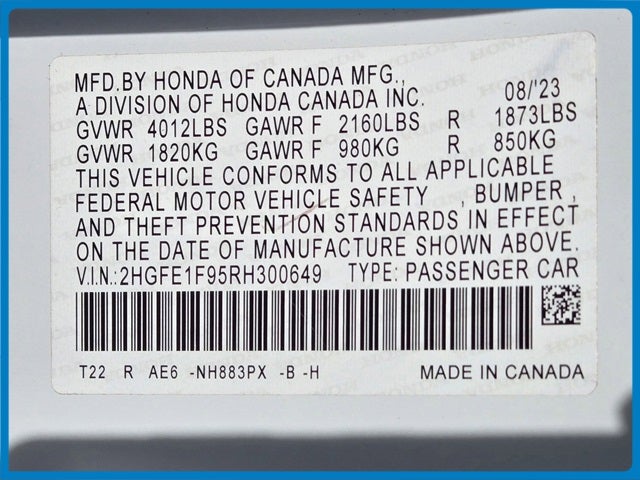 MFD.BY HONDA OF CANADA MFG.,
A DIVISION OF HONDA CANADA INC. 08/'23
GVWR 4012LBS GAWR F 2160LBS R 1873LBS
GVWR 1820KG GAWR F 980KG R 850KG
THIS VEHICLE CONFORMS TO ALL APPLICABLE
FEDERAL MOTOR VEHICLE SAFETY , BUMPER ,
AND THEFT PREVENTION STANDARDS IN EFFECT
ON THE DATE OF MANUFACTURE SHOWN ABOVE.
V.I.N.:2HGFE1F95RH300649 TYPE: PASSENGER CAR
T22 R AE6 -NH883PX -B -H MADE IN CANADA